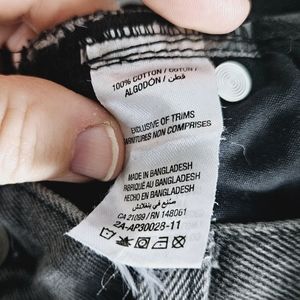 100% COTTON / COTON /
قطن / ALGODÓN
EXCLUSIVE OF TRIMS
GARNITURES NON COMPRISES
MADE IN BANGLADESH
FABRIQUÉ AU BANGLADESH
HECHO EN BANGLADESH
صنع في بنغلاديش
CA 21099 / RN 148061
2A-AP30028-11